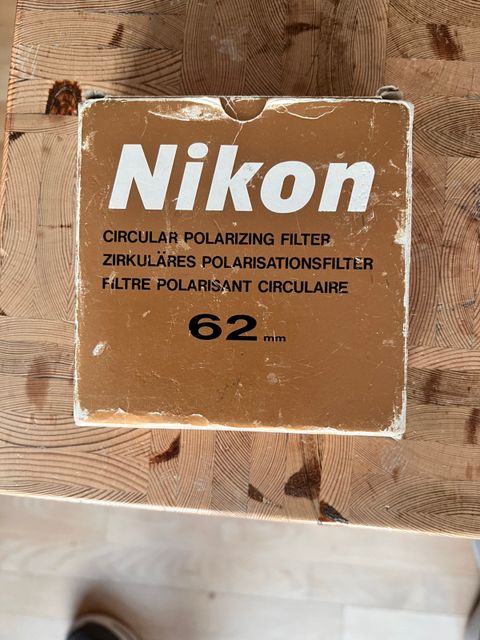 Nikon
CIRCULAR POLARIZING FILTER
ZIRKULÄRES POLARISATIONSFILTER
FILTRE POLARISANT CIRCULAIRE
62 mm